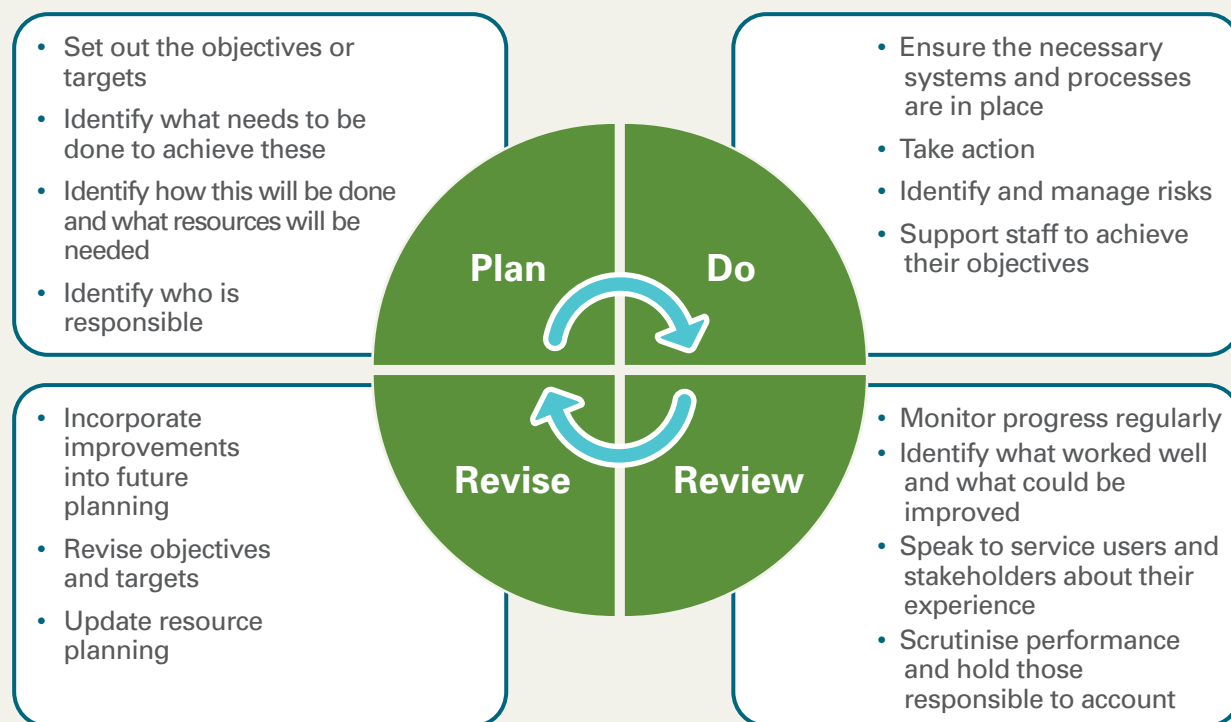 • Set out the objectives or
targets
• Identify what needs to be
done to achieve these
• Identify how this will be done
and what resources will be
needed
• Identify who is
responsible
Plan
• Ensure the necessary
systems and processes
are in place
• Take action
• Identify and manage risks
• Support staff to achieve
their objectives
Do
• Monitor progress regularly
• Identify what worked well
and what could be
improved
• Speak to service users and
stakeholders about their
experience
• Scrutinise performance
and hold those
responsible to account
Review
• Incorporate
improvements
into future
planning
• Revise objectives
and targets
• Update resource
planning
Revise